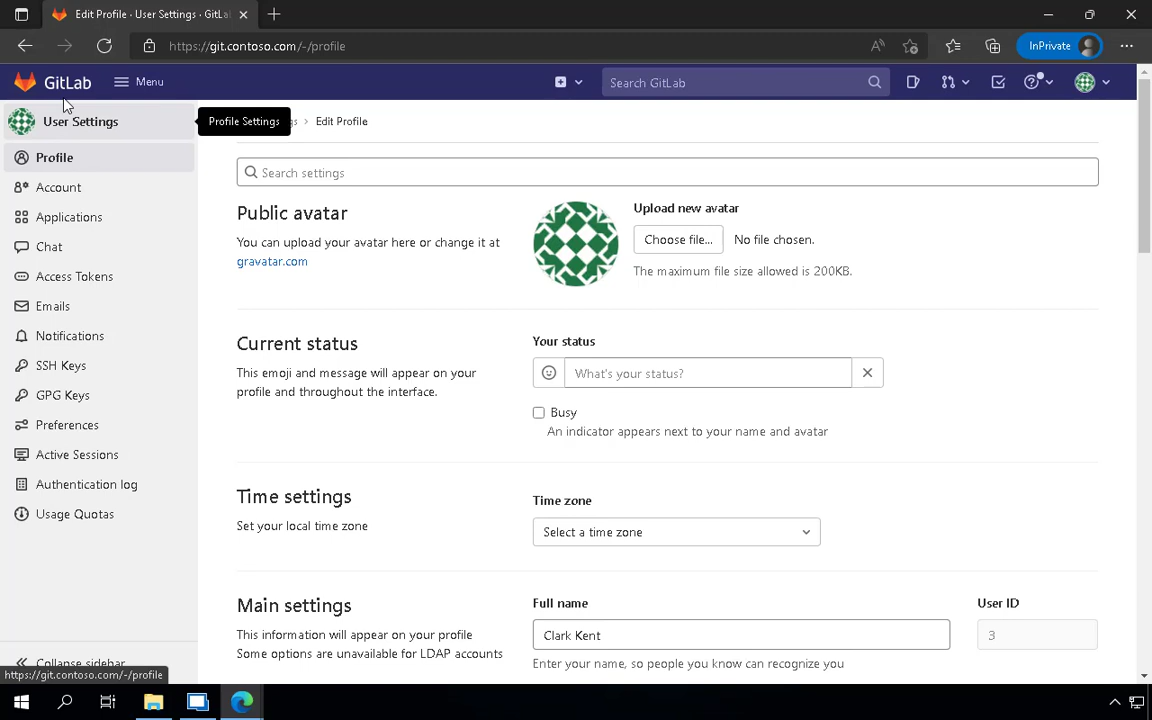 Edit Profile · User Settings · GitLa
https://git.contoso.com/-/profile
InPrivate
GitLab
Menu
Search GitLab
User Settings
Profile Settings
gs › Edit Profile
Profile
Account
Applications
Chat
Access Tokens
Emails
Notifications
SSH Keys
GPG Keys
Preferences
Active Sessions
Authentication log
Usage Quotas
Collapse sidebar
https://git.contoso.com/-/profile
Search settings
Public avatar
You can upload your avatar here or change it at
gravatar.com
Upload new avatar
Choose file... No file chosen.
The maximum file size allowed is 200KB.
Current status
This emoji and message will appear on your
profile and throughout the interface.
Your status
What's your status?
Busy
An indicator appears next to your name and avatar
Time settings
Set your local time zone
Time zone
Select a time zone
Main settings
This information will appear on your profile
Some options are unavailable for LDAP accounts
Full name
Clark Kent
Enter your name, so people you know can recognize you
User ID
3